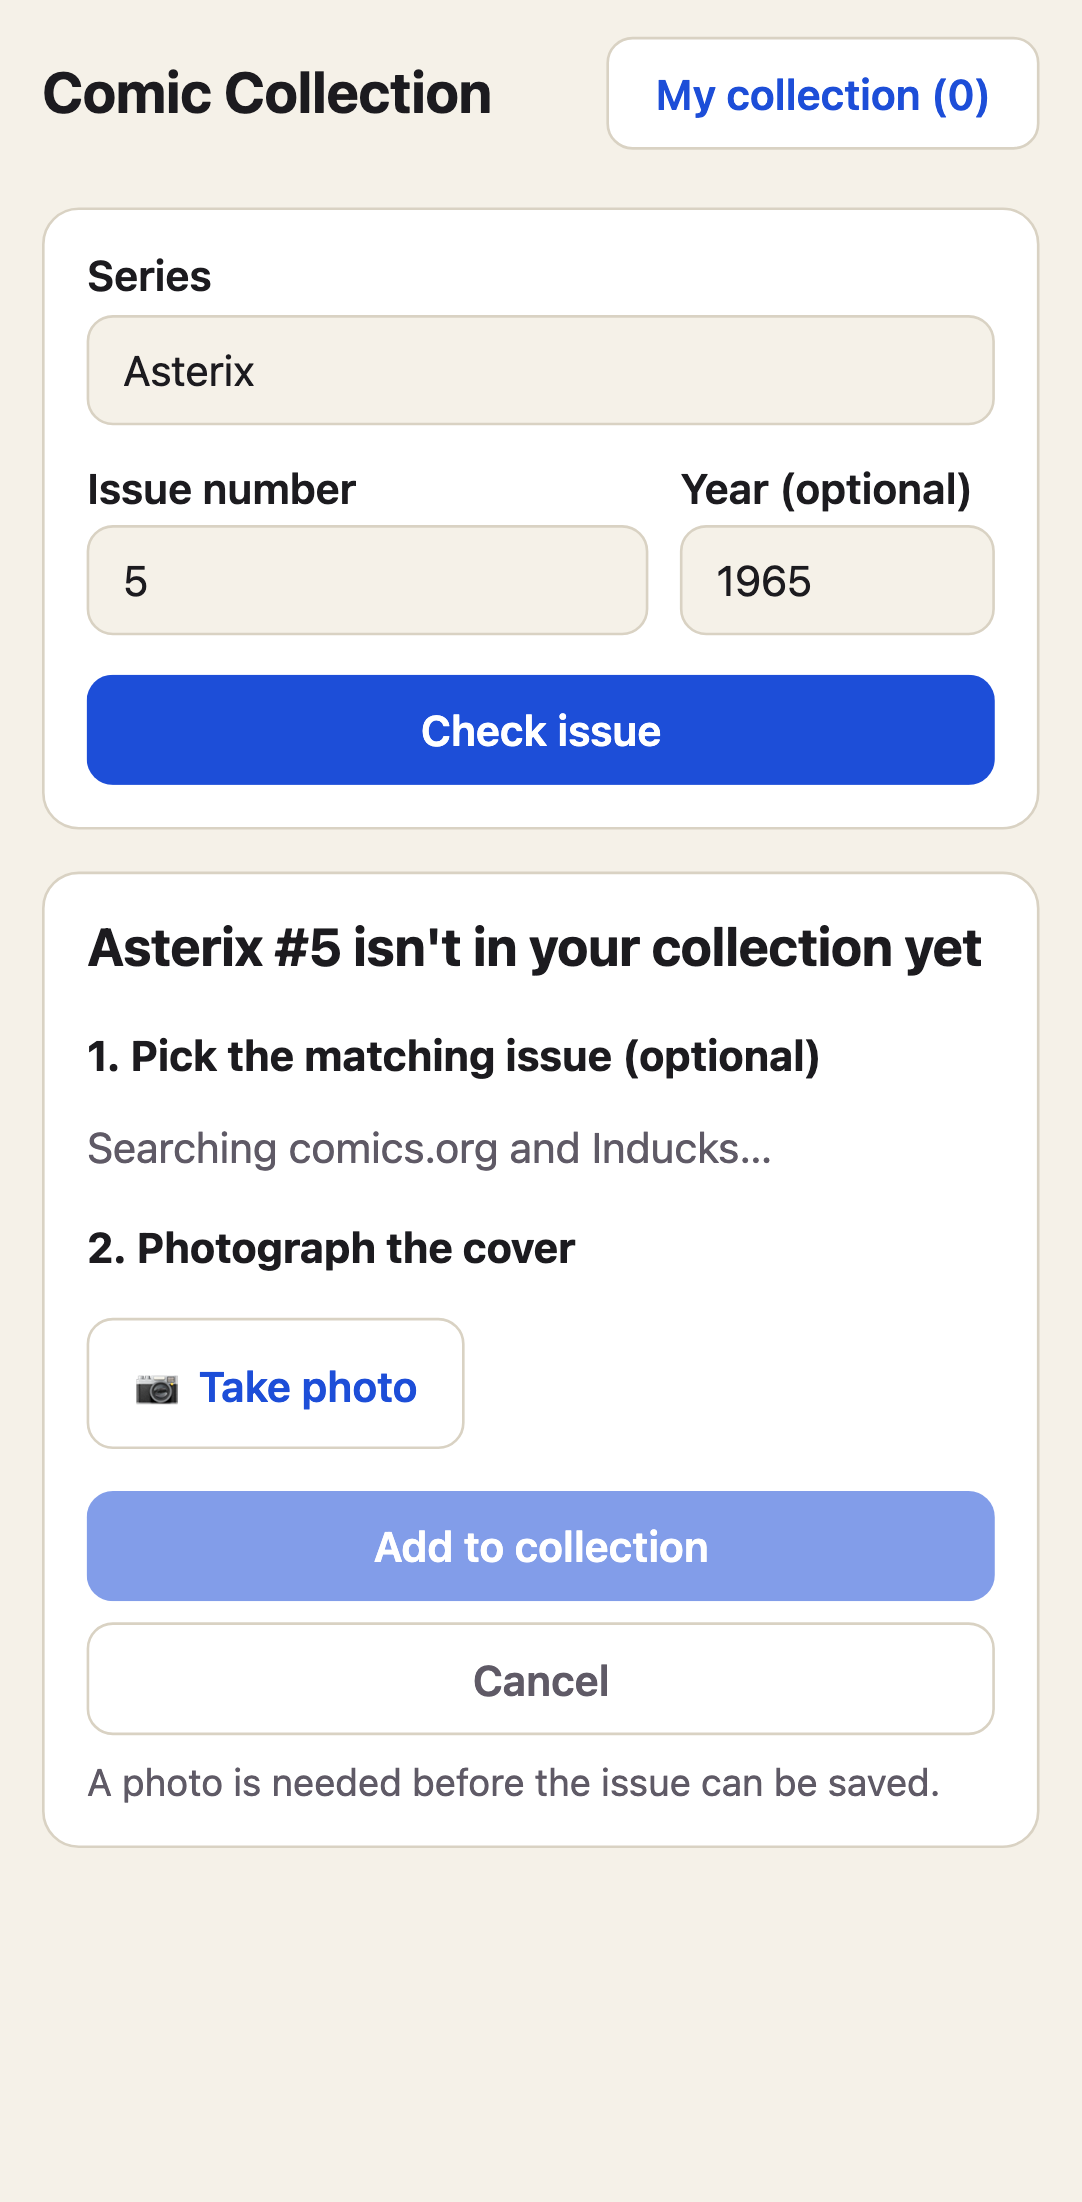 Comic Collection
My collection (0)
Series
Asterix
Issue number
Year (optional)
5
1965
Check issue
Asterix #5 isn't in your collection yet
1. Pick the matching issue (optional)
Searching comics.org and Inducks...
2. Photograph the cover
Take photo
Add to collection
Cancel
A photo is needed before the issue can be saved.